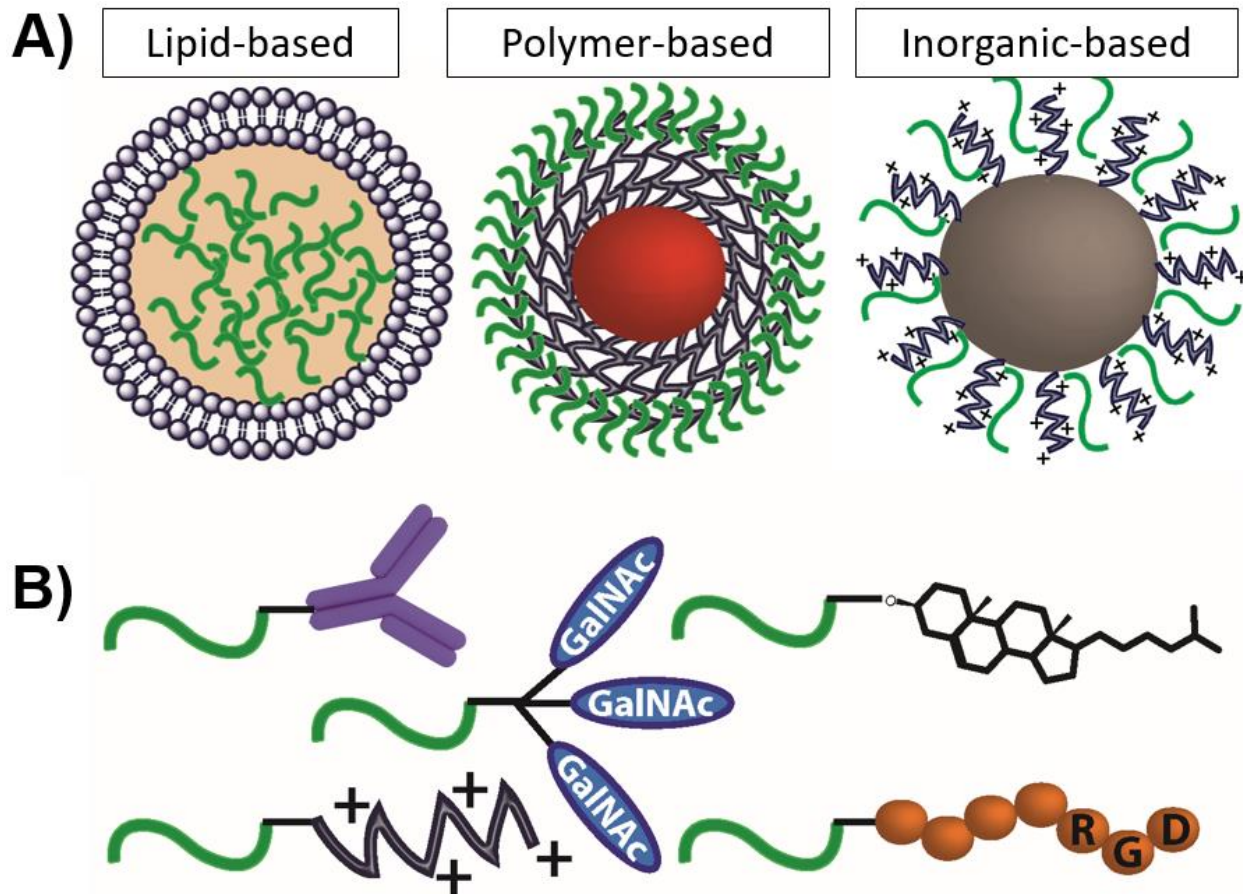 A)
Lipid-based
Polymer-based
Inorganic-based
+ + + + + + + + + + + + + + + + + + + + + + + + + + + + + + + + + + + + + + + + + + + + + + + +
B)
GalNAc
GalNAc
GalNAc
O
+ + + +
R G D